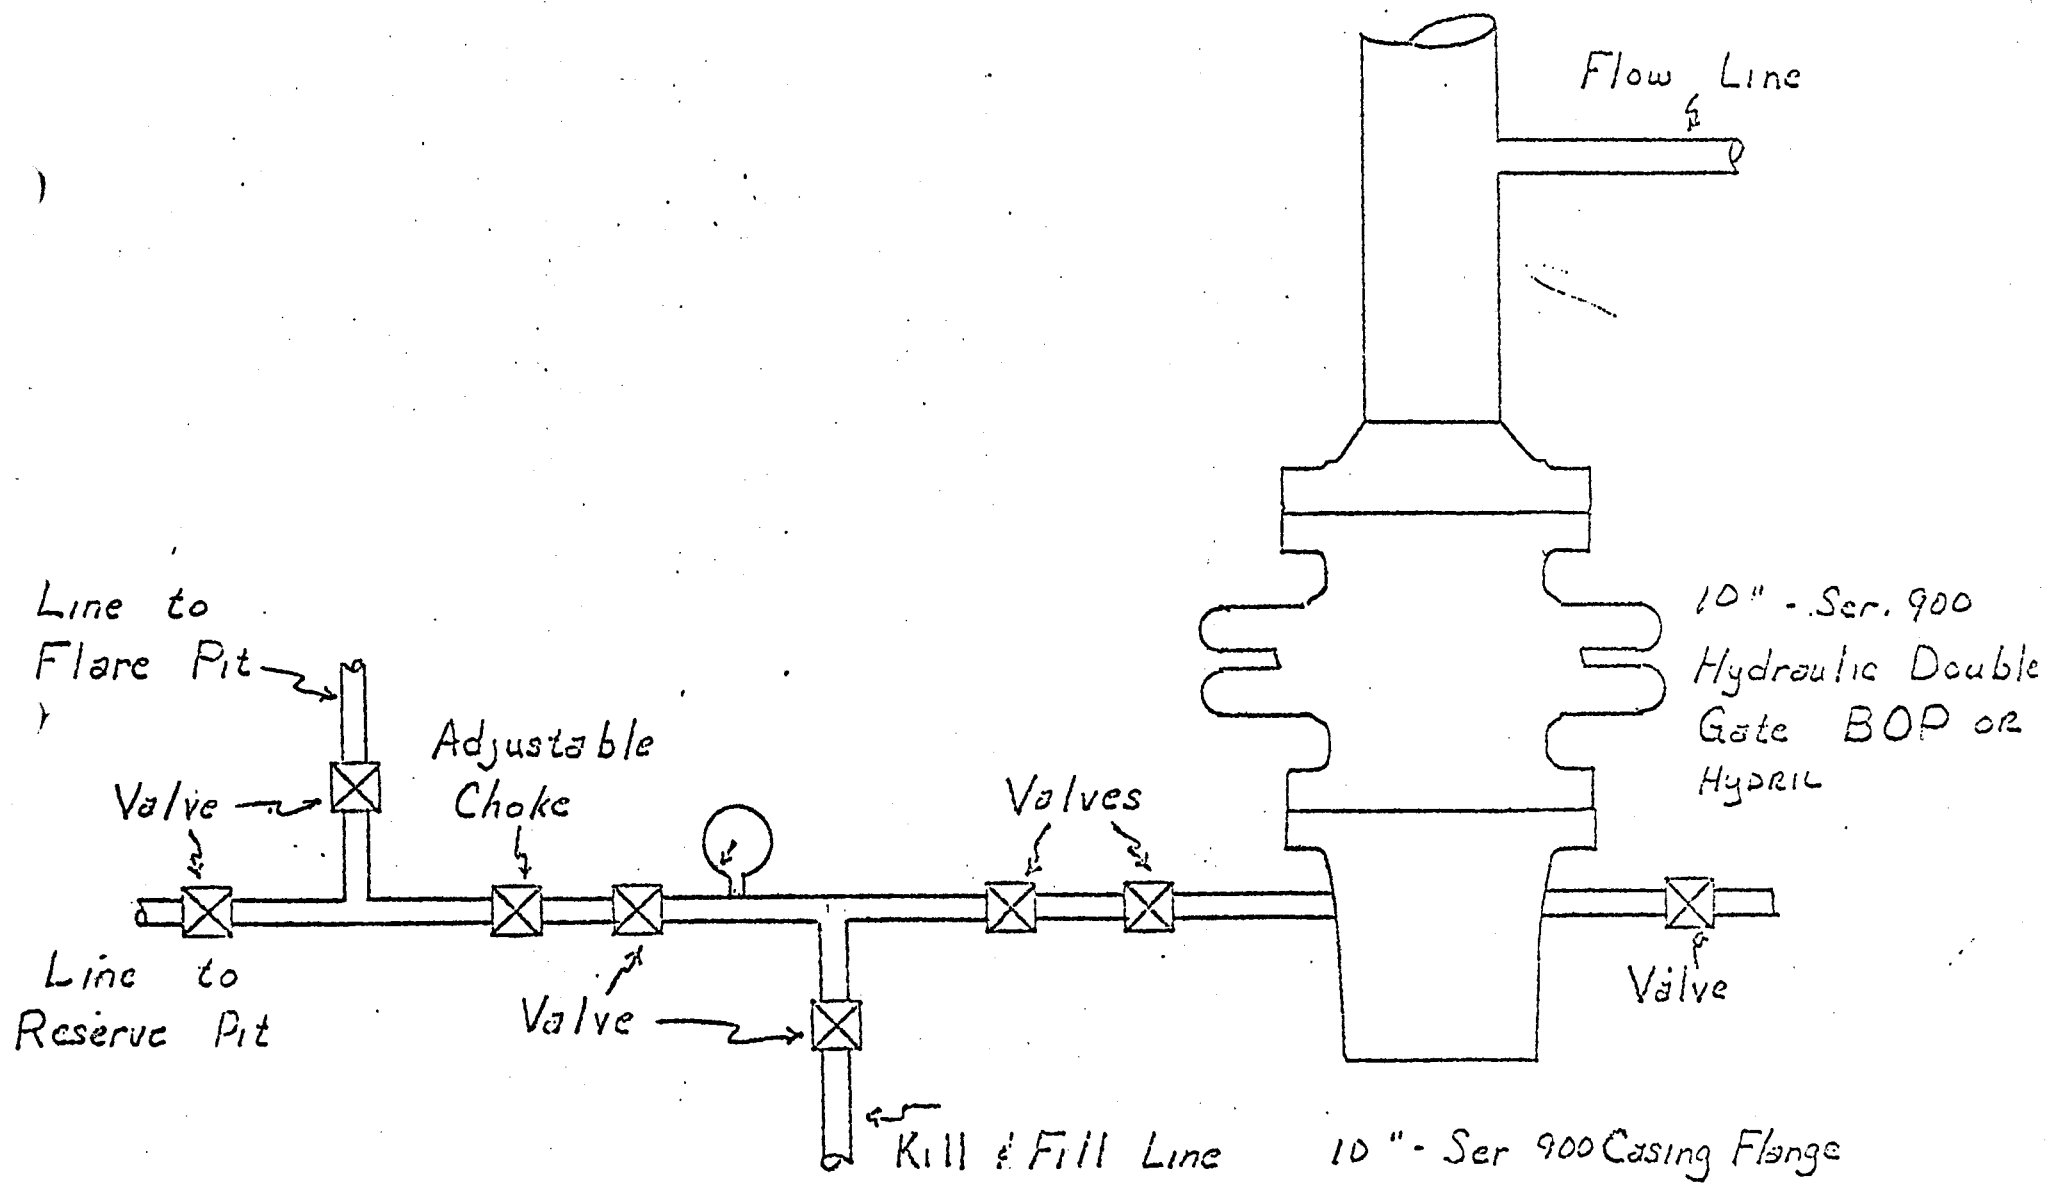 Flow Line
10" - Ser. 900
Hydraulic Double
Gate BOP OR
HYDRIL
Line to
Flare Pit
Adjustable
Choke
Valve
Valves
Line to
Reserve Pit
Valve
Valve
Kill & Fill Line
10" - Ser 900 Casing Flange